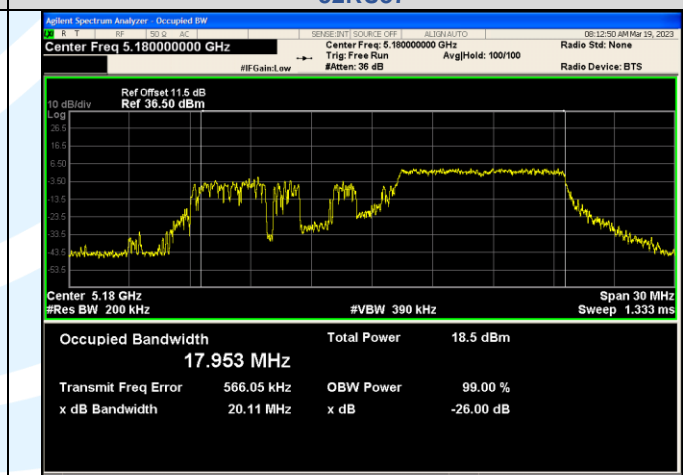 Agilent Spectrum Analyzer - Occupied BW
R T RF 50 Ω AC SENSE:INT SOURCE OFF ALIGNAUTO 08:12:50 AM Mar 19, 2023
Center Freq 5.180000000 GHz Center Freq: 5.180000000 GHz Radio Std: None
Trig: Free Run Avg|Hold: 100/100
#IFGain:Low #Atten: 36 dB Radio Device: BTS
Ref Offset 11.5 dB
10 dB/div Ref 36.50 dBm
Log
26.5
16.5
6.50
-3.50
-13.5
-23.5
-33.5
-43.5
-53.5
Center 5.18 GHz Span 30 MHz
#Res BW 200 kHz #VBW 390 kHz Sweep 1.333 ms
Occupied Bandwidth Total Power 18.5 dBm
17.953 MHz
Transmit Freq Error 566.05 kHz OBW Power 99.00 %
x dB Bandwidth 20.11 MHz x dB -26.00 dB